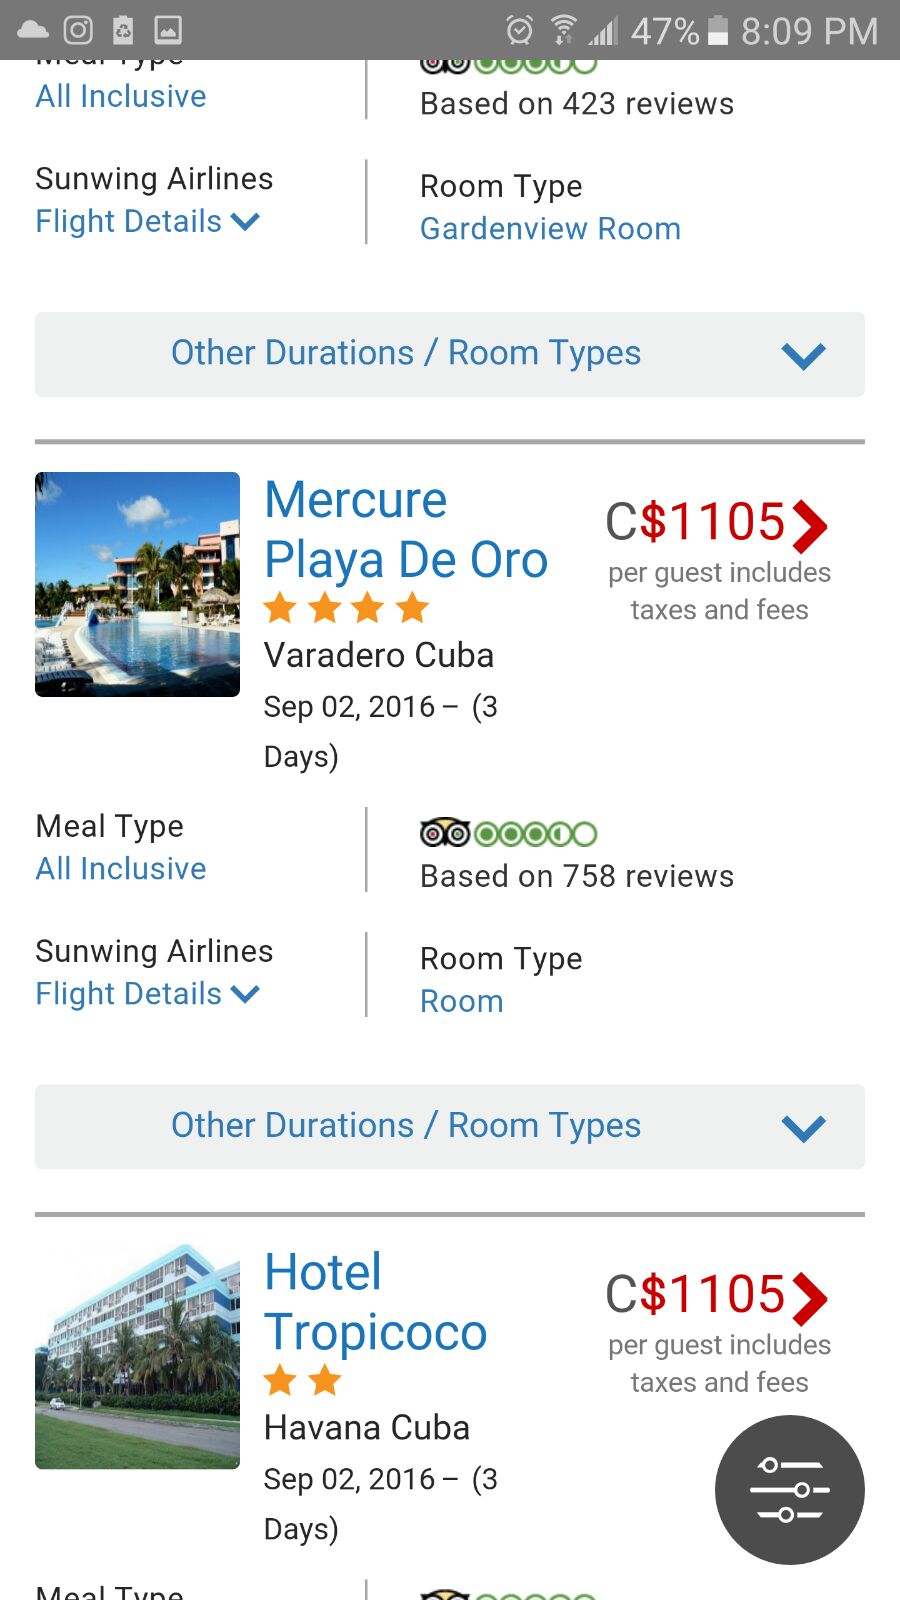 47% 8:09 PM
Meal Type
All Inclusive
Based on 423 reviews
Sunwing Airlines
Flight Details
Room Type
Gardenview Room
Other Durations / Room Types
Mercure
Playa De Oro
C$1105
per guest includes
taxes and fees
Varadero Cuba
Sep 02, 2016 – (3
Days)
Meal Type
All Inclusive
Based on 758 reviews
Sunwing Airlines
Flight Details
Room Type
Room
Other Durations / Room Types
Hotel
Tropicoco
C$1105
per guest includes
taxes and fees
Havana Cuba
Sep 02, 2016 – (3
Days)
Meal Type